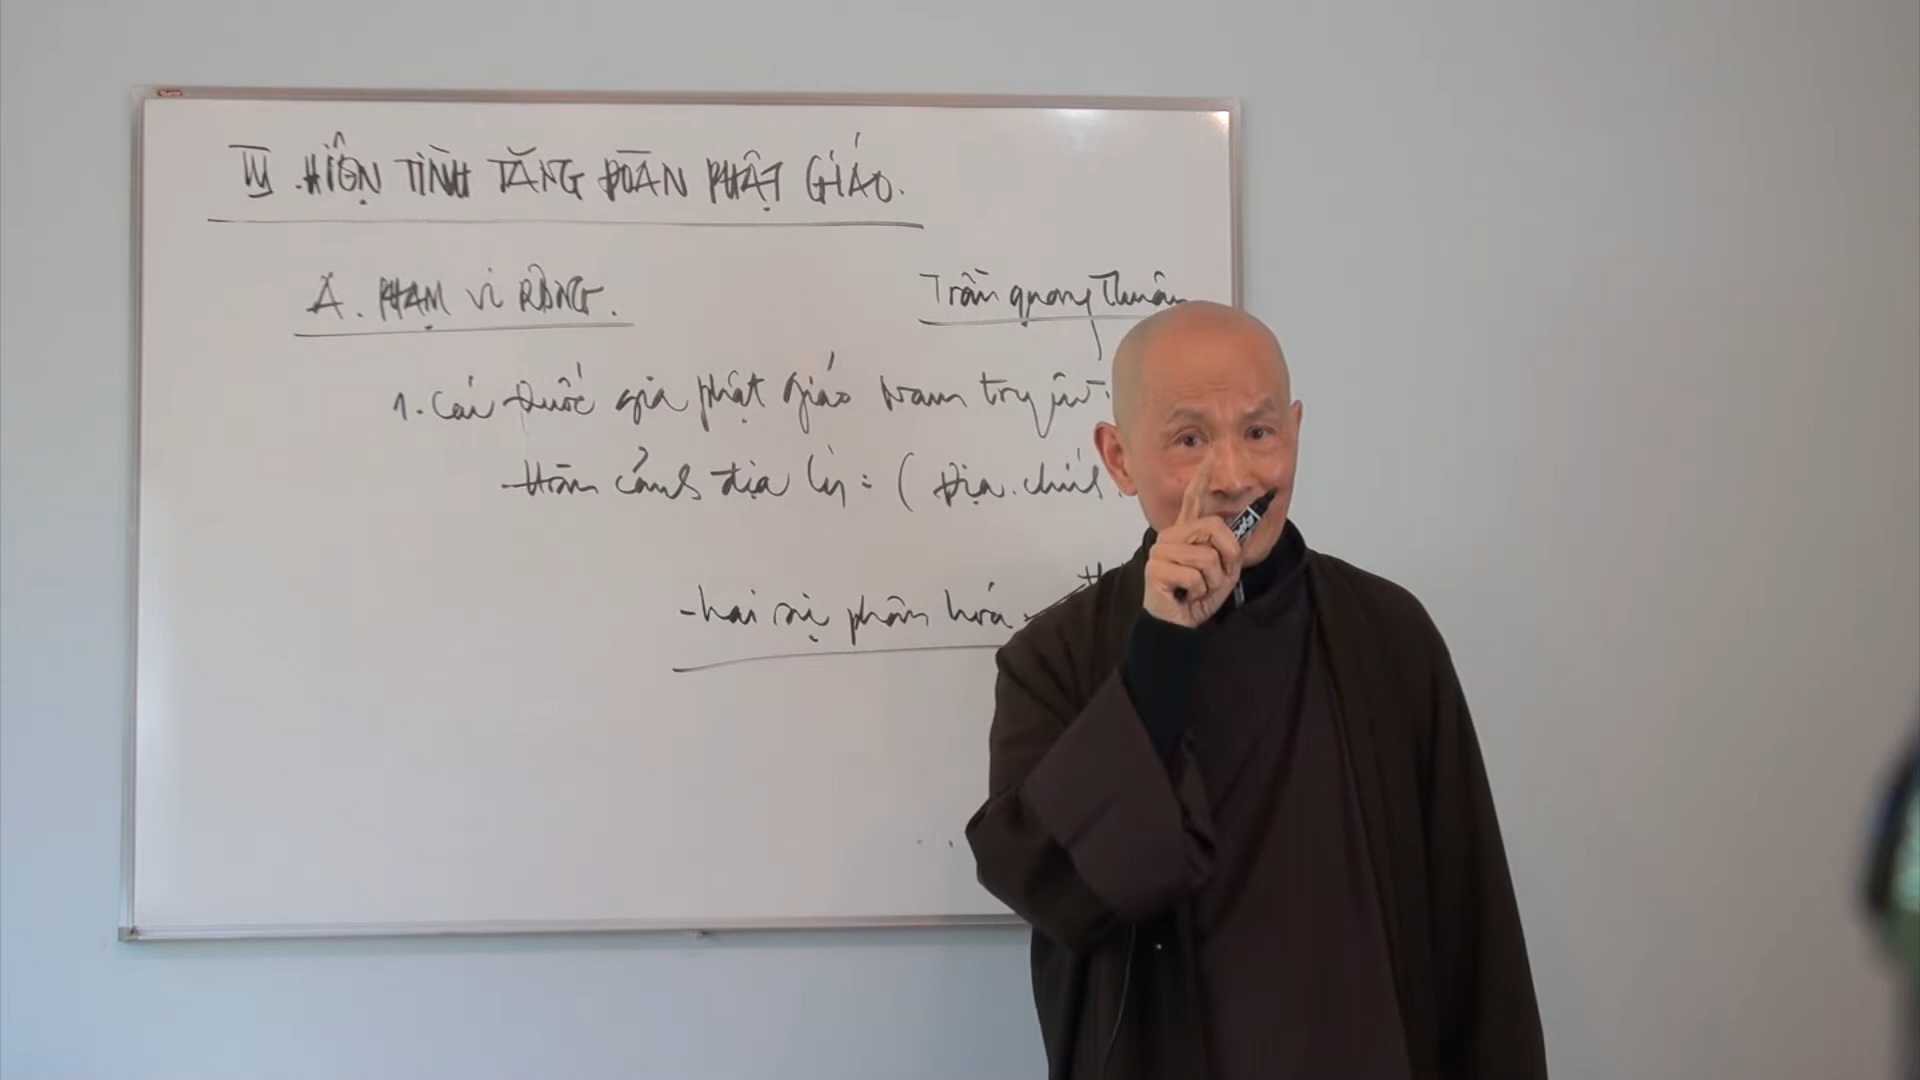 IV. HIỆN TÌNH TĂNG ĐOÀN PHẬT GIÁO.
A. PHẠM VI RỘNG.
Trần quang Thuận
1. Các quốc gia phật giáo Nam truyền
- Hoàn cảnh địa lý: ( Địa. chính
- hai sự phân hóa